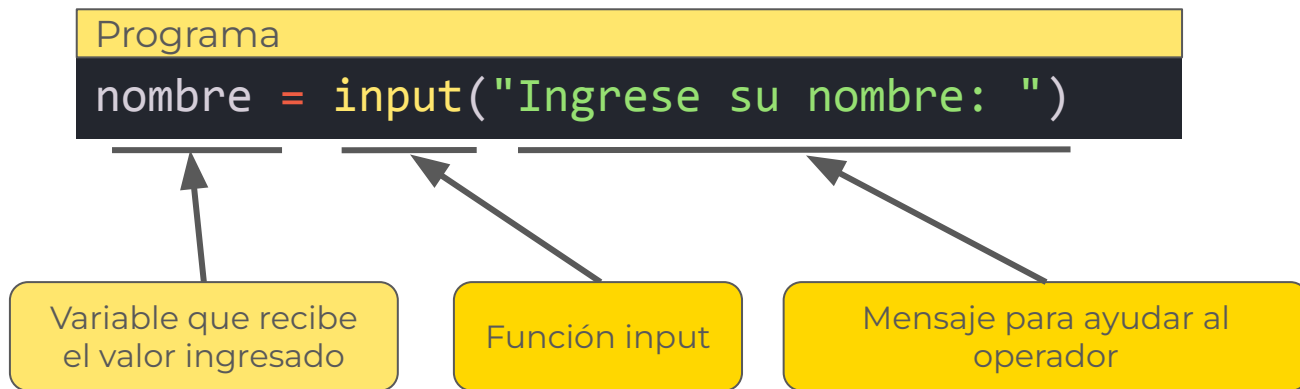 Programa
nombre = input("Ingrese su nombre: ")
Variable que recibe
el valor ingresado
Función input
Mensaje para ayudar al
operador